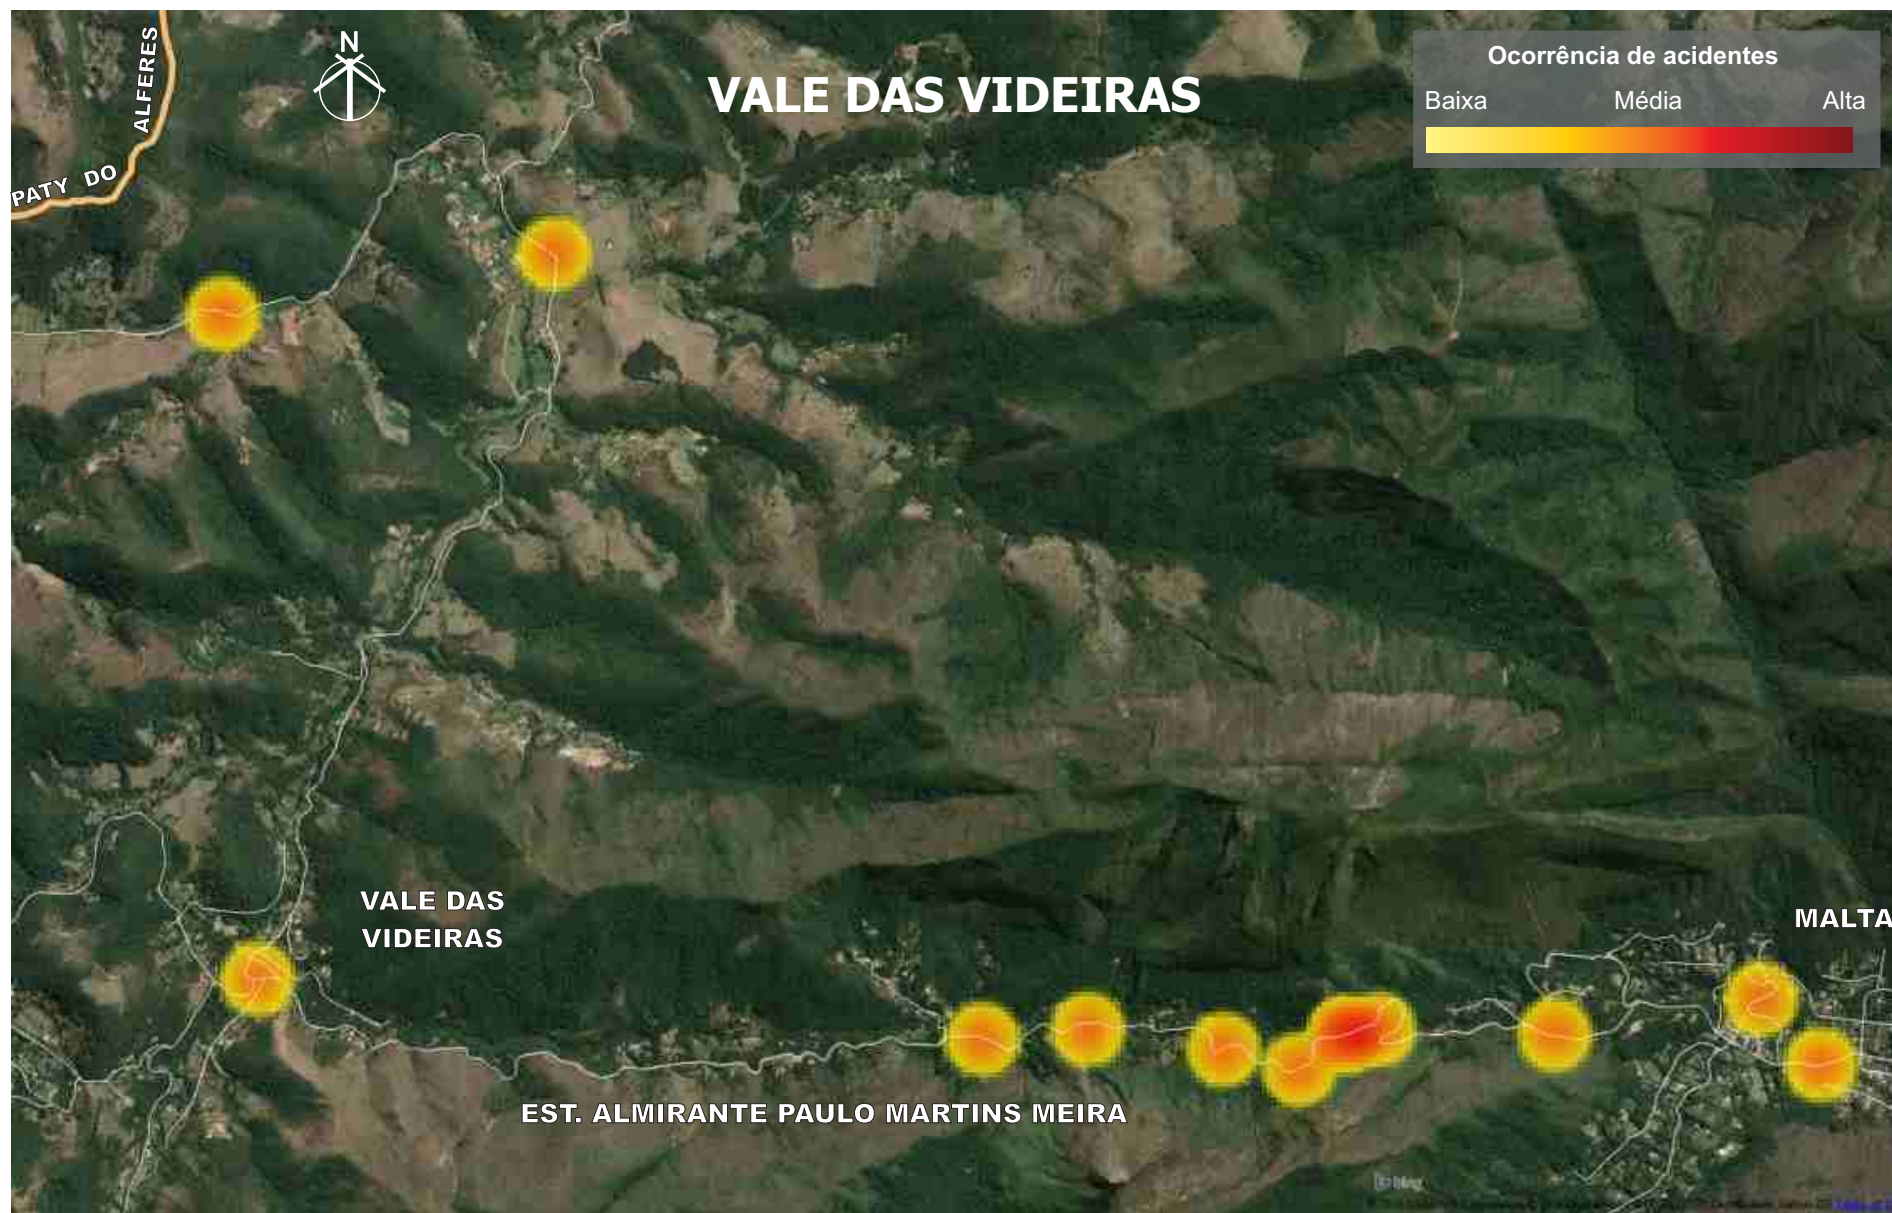 N
VALE DAS VIDEIRAS
Ocorrência de acidentes
Baixa Média Alta
PATY DO ALFERES
VALE DAS
VIDEIRAS
MALTA
EST. ALMIRANTE PAULO MARTINS MEIRA